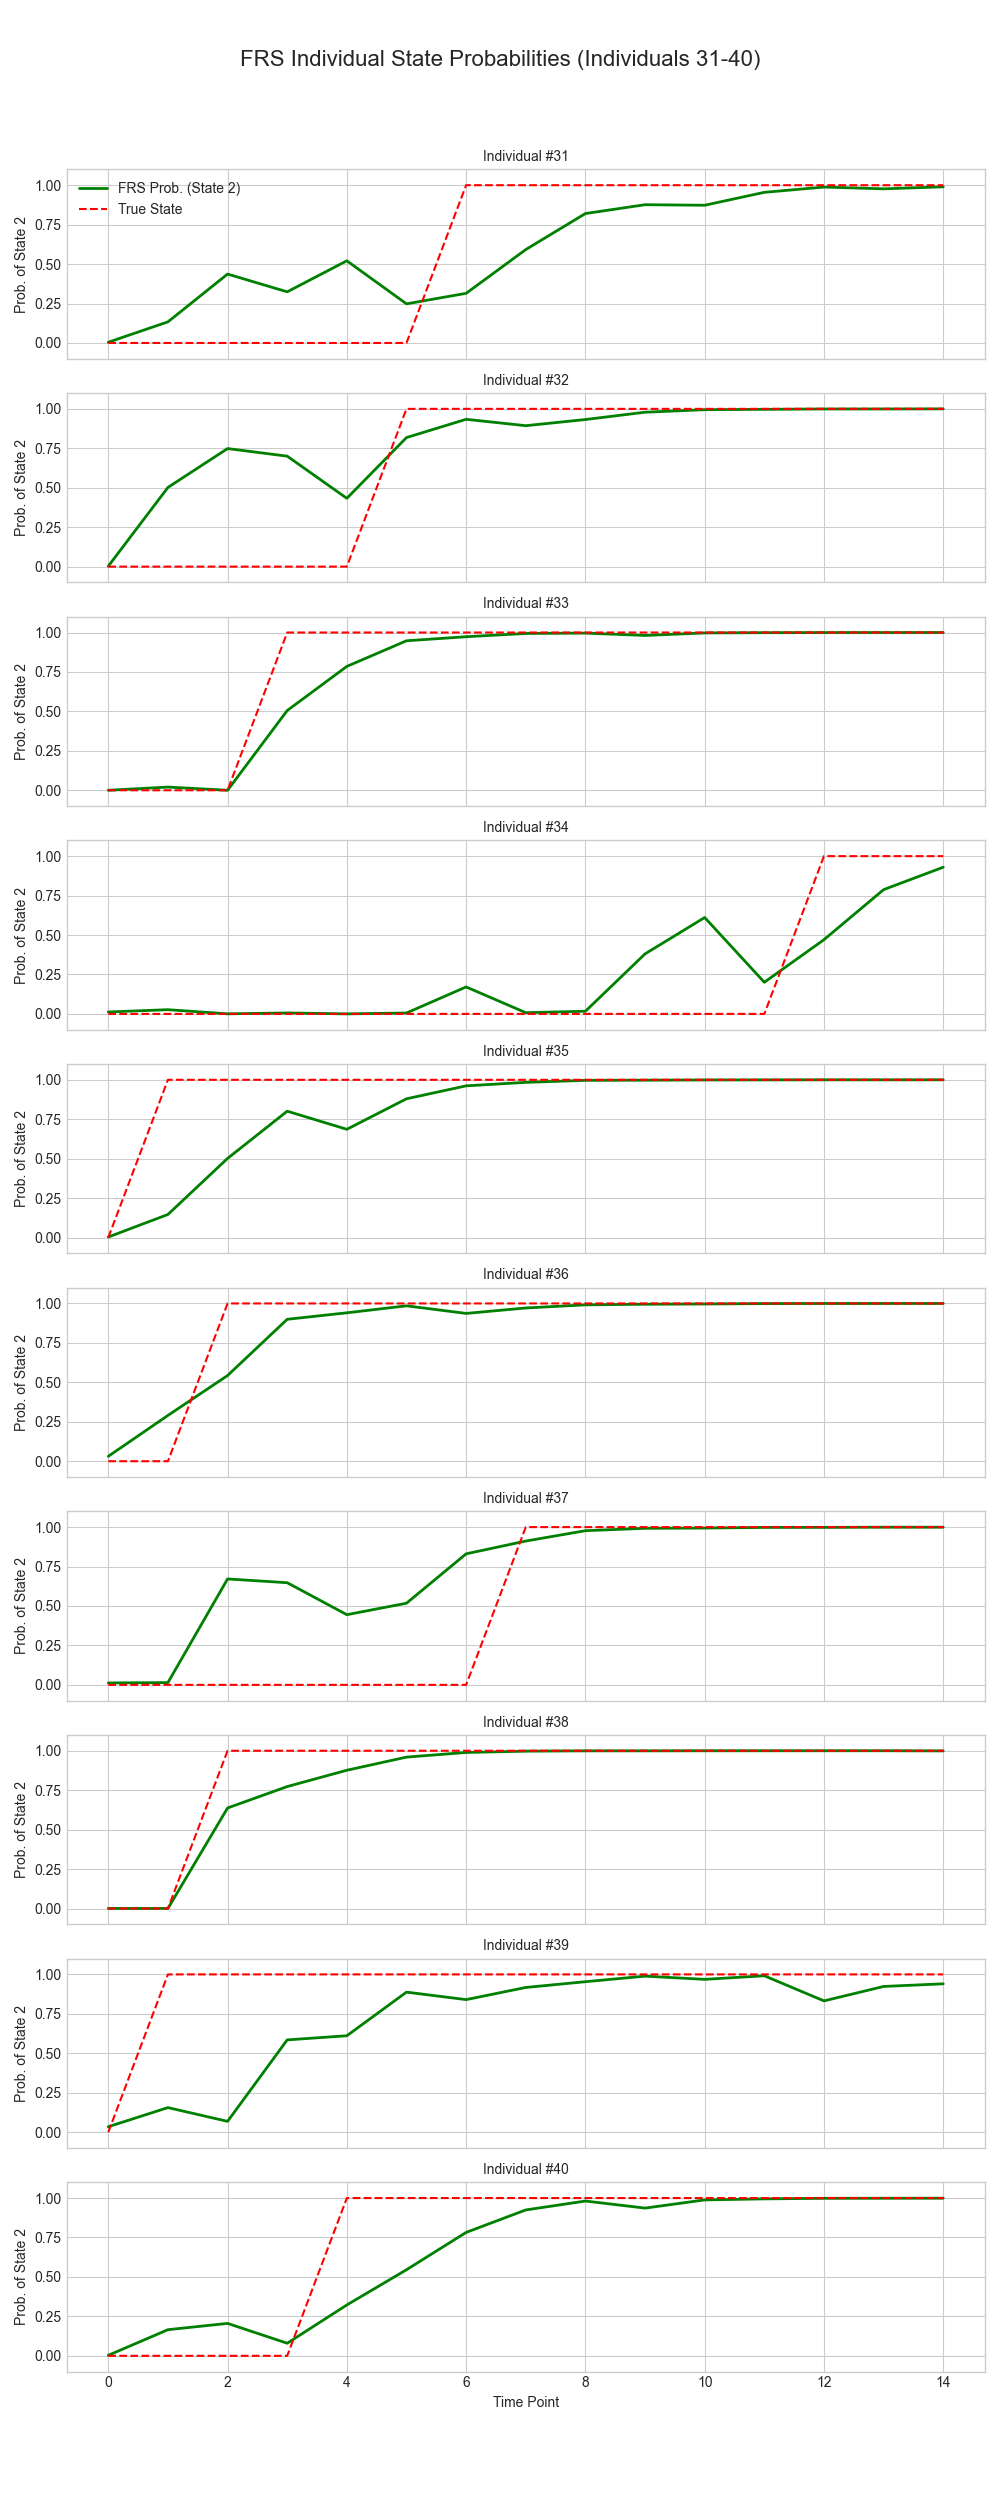 FRS Individual State Probabilities (Individuals 31-40)
Individual #31
FRS Prob. (State 2)
True State
Prob. of State 2
1.00
0.75
0.50
0.25
0.00
Individual #32
Prob. of State 2
1.00
0.75
0.50
0.25
0.00
Individual #33
Prob. of State 2
1.00
0.75
0.50
0.25
0.00
Individual #34
Prob. of State 2
1.00
0.75
0.50
0.25
0.00
Individual #35
Prob. of State 2
1.00
0.75
0.50
0.25
0.00
Individual #36
Prob. of State 2
1.00
0.75
0.50
0.25
0.00
Individual #37
Prob. of State 2
1.00
0.75
0.50
0.25
0.00
Individual #38
Prob. of State 2
1.00
0.75
0.50
0.25
0.00
Individual #39
Prob. of State 2
1.00
0.75
0.50
0.25
0.00
Individual #40
Prob. of State 2
1.00
0.75
0.50
0.25
0.00
0 2 4 6 8 10 12 14
Time Point